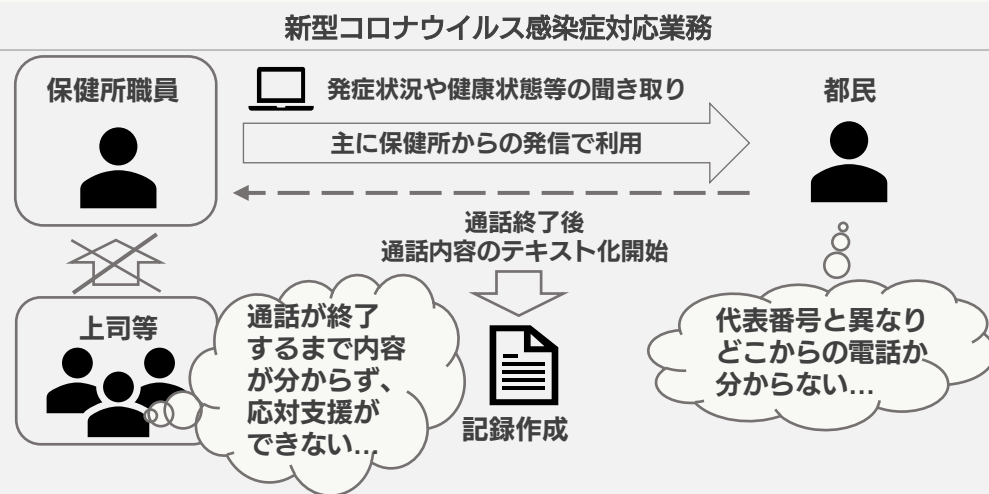 新型コロナウイルス感染症対応業務
保健所職員
発症状況や健康状態等の聞き取り
都民
主に保健所からの発信で利用
通話終了後
通話内容のテキスト化開始
上司等
通話が終了
するまで内容
が分からず、
応対支援が
できない…
代表番号と異なり
どこからの電話か
分からない…
記録作成